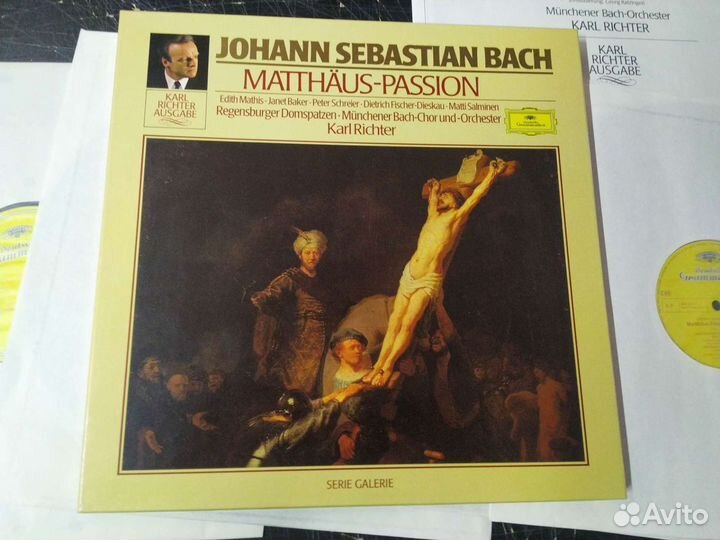 JOHANN SEBASTIAN BACH
MATTHÄUS-PASSION
Edith Mathis · Janet Baker · Peter Schreier · Dietrich Fischer-Dieskau · Matti Salminen
Regensburger Domspatzen · Münchener Bach-Chor und -Orchester
Karl Richter
KARL
RICHTER
AUSGABE
Deutsche
Grammophon
SERIE GALERIE
Münchener Bach-Orchester
KARL RICHTER
KARL
RICHTER
AUSGABE
Avito